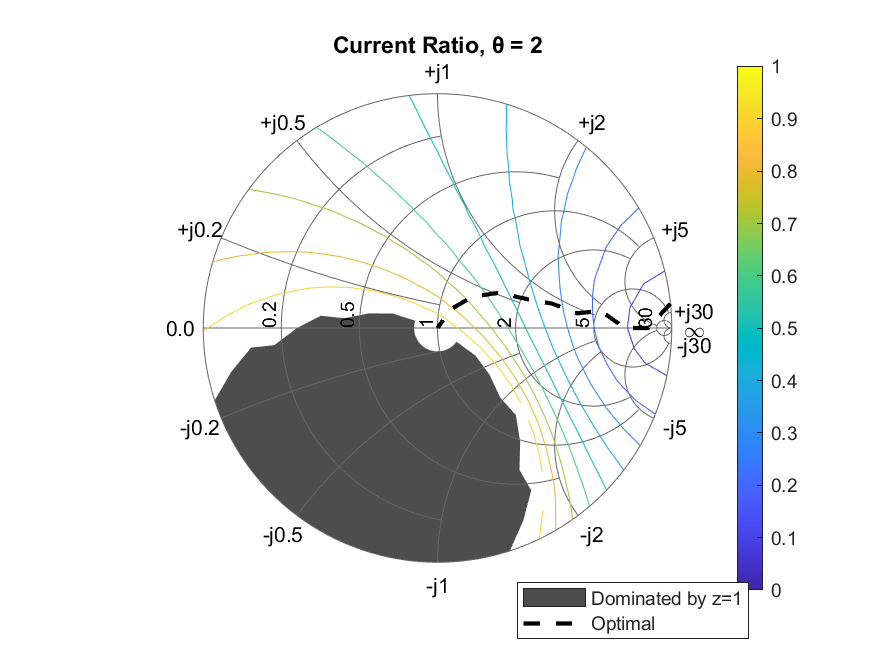 Current Ratio, θ = 2
+j1
+j0.5
+j2
+j0.2
+j5
0.0
0.2
0.5
1
2
5
30
+j30
∞
-j30
-j0.2
-j5
-j0.5
-j2
-j1
1
0.9
0.8
0.7
0.6
0.5
0.4
0.3
0.2
0.1
0
Dominated by z=1
Optimal